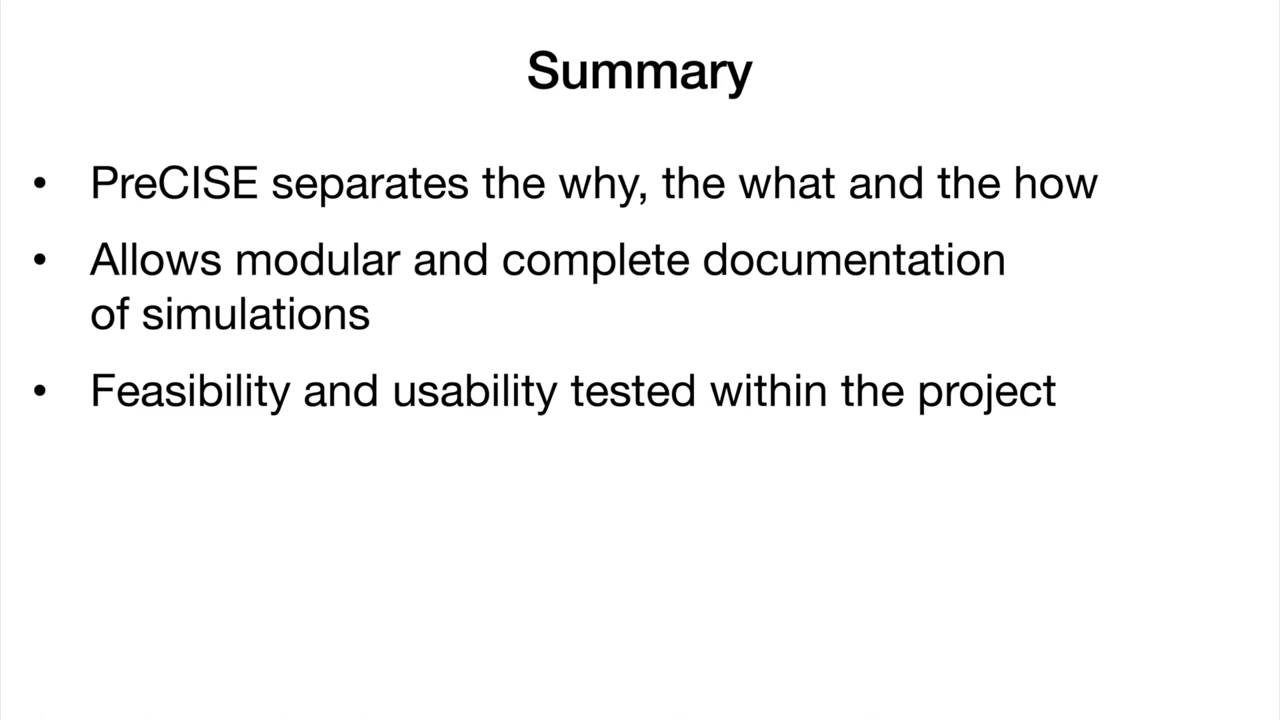 Summary
• PreCISE separates the why, the what and the how
• Allows modular and complete documentation
of simulations
• Feasibility and usability tested within the project